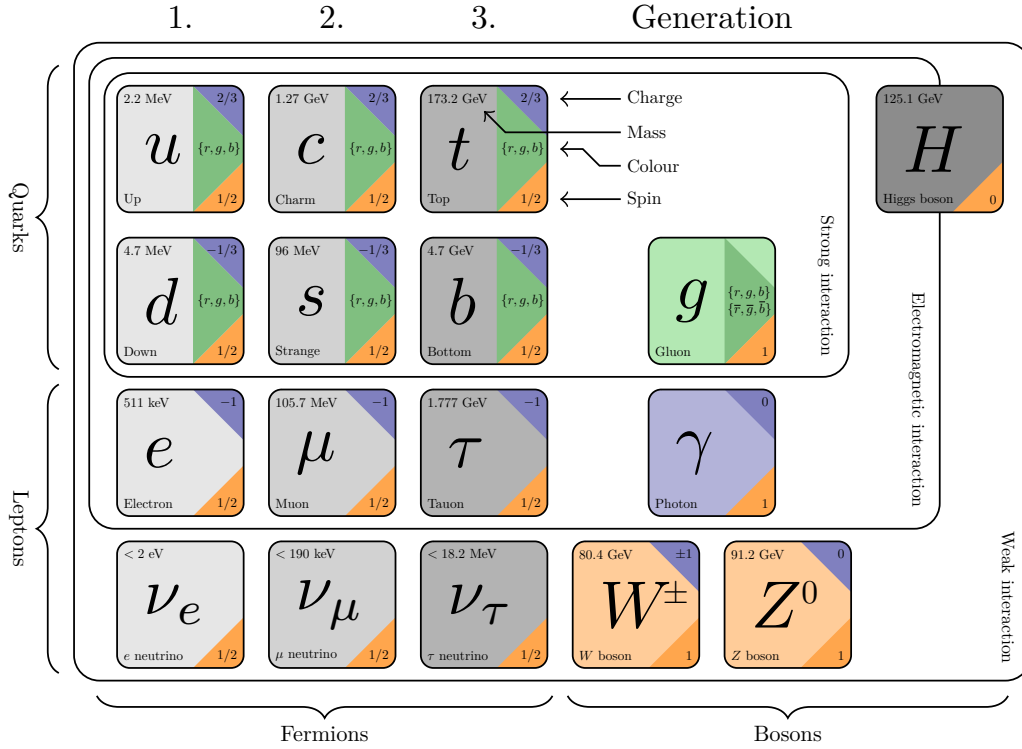 1. 2. 3. Generation
2.2 MeV 2/3
u {r, g, b}
Up 1/2
1.27 GeV 2/3
c {r, g, b}
Charm 1/2
173.2 GeV 2/3
t {r, g, b}
Top 1/2
Charge
Mass
Colour
Spin
125.1 GeV
H
Higgs boson 0
Quarks
4.7 MeV −1/3
d {r, g, b}
Down 1/2
96 MeV −1/3
s {r, g, b}
Strange 1/2
4.7 GeV −1/3
b {r, g, b}
Bottom 1/2
g {r, g, b}
{r̅, g̅, b̅}
Gluon 1
Strong interaction
Electromagnetic interaction
Leptons
511 keV −1
e
Electron 1/2
105.7 MeV −1
μ
Muon 1/2
1.777 GeV −1
τ
Tauon 1/2
0
γ
Photon 1
< 2 eV
νₑ
e neutrino 1/2
< 190 keV
ν_μ
μ neutrino 1/2
< 18.2 MeV
ν_τ
τ neutrino 1/2
80.4 GeV ±1
W^±
W boson 1
91.2 GeV 0
Z⁰
Z boson 1
Weak interaction
Fermions
Bosons